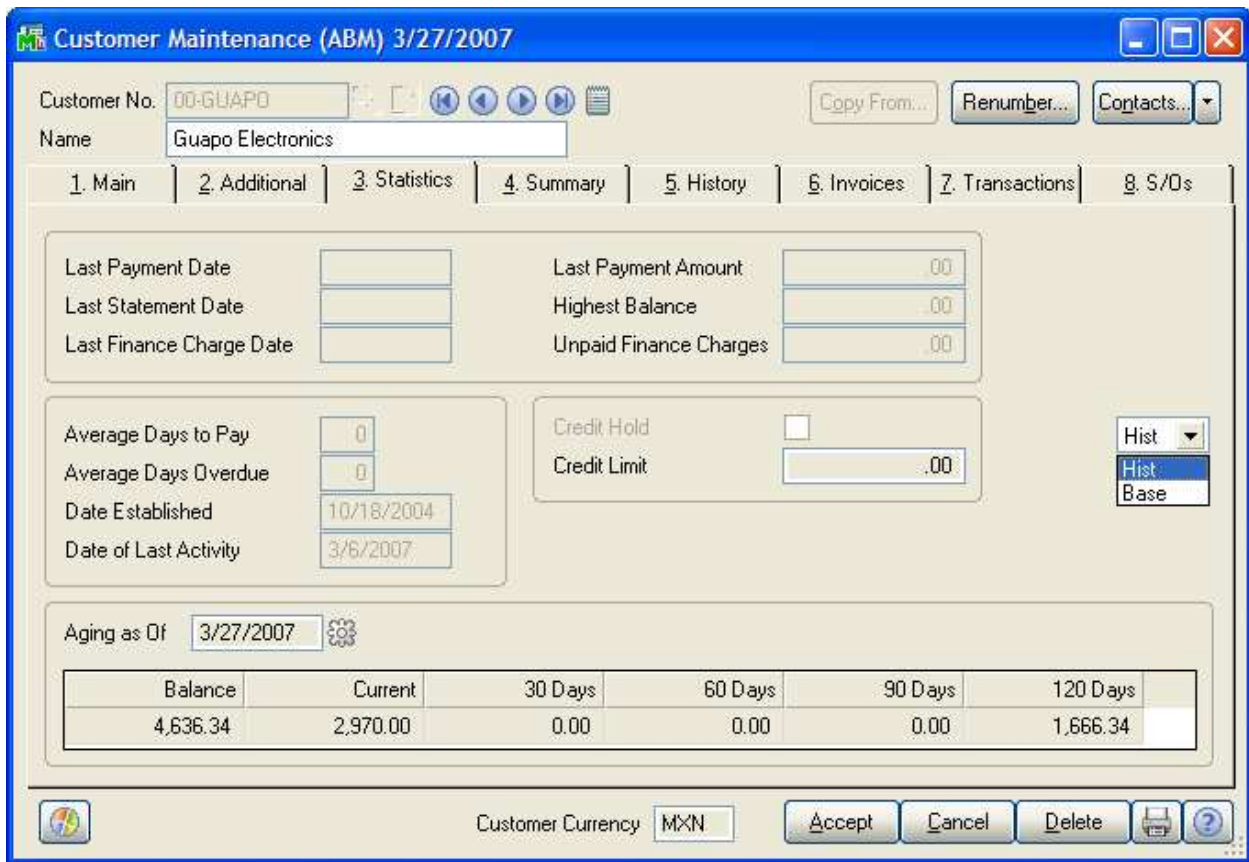 Customer Maintenance (ABM) 3/27/2007
Customer No. 00-GUAPO Copy From... Renumber... Contacts...
Name Guapo Electronics
1. Main 2. Additional 3. Statistics 4. Summary 5. History 6. Invoices 7. Transactions 8. S/Os
Last Payment Date Last Payment Amount .00
Last Statement Date Highest Balance .00
Last Finance Charge Date Unpaid Finance Charges .00
Average Days to Pay 0 Credit Hold Hist
Average Days Overdue 0 Credit Limit .00 Hist
Base
Date Established 10/18/2004
Date of Last Activity 3/6/2007
Aging as Of 3/27/2007
Balance Current 30 Days 60 Days 90 Days 120 Days
4,636.34 2,970.00 0.00 0.00 0.00 1,666.34
Customer Currency MXN Accept Cancel Delete